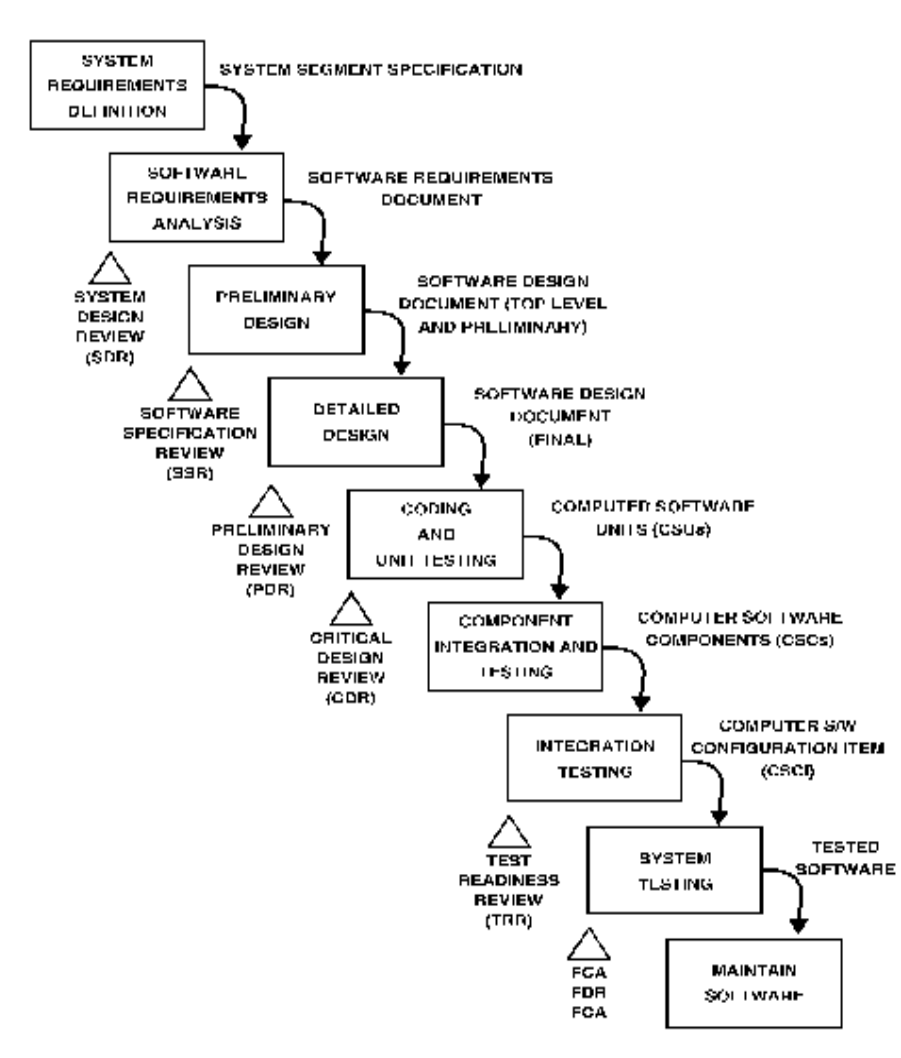 SYSTEM
REQUIREMENTS
DEFINITION
SYSTEM SEGMENT SPECIFICATION
SOFTWARE
REQUIREMENTS
ANALYSIS
SOFTWARE REQUIREMENTS
DOCUMENT
SYSTEM
DESIGN
REVIEW
(SDR)
PRELIMINARY
DESIGN
SOFTWARE DESIGN
DOCUMENT (TOP LEVEL
AND PRELIMINARY)
SOFTWARE
SPECIFICATION
REVIEW
(SSR)
DETAILED
DESIGN
SOFTWARE DESIGN
DOCUMENT
(FINAL)
PRELIMINARY
DESIGN
REVIEW
(PDR)
CODING
AND
UNIT TESTING
COMPUTER SOFTWARE
UNITS (CSUs)
CRITICAL
DESIGN
REVIEW
(CDR)
COMPONENT
INTEGRATION AND
TESTING
COMPUTER SOFTWARE
COMPONENTS (CSCs)
INTEGRATION
TESTING
COMPUTER S/W
CONFIGURATION ITEM
(CSCI)
TEST
READINESS
REVIEW
(TRR)
SYSTEM
TESTING
TESTED
SOFTWARE
MAINTAIN
SOFTWARE